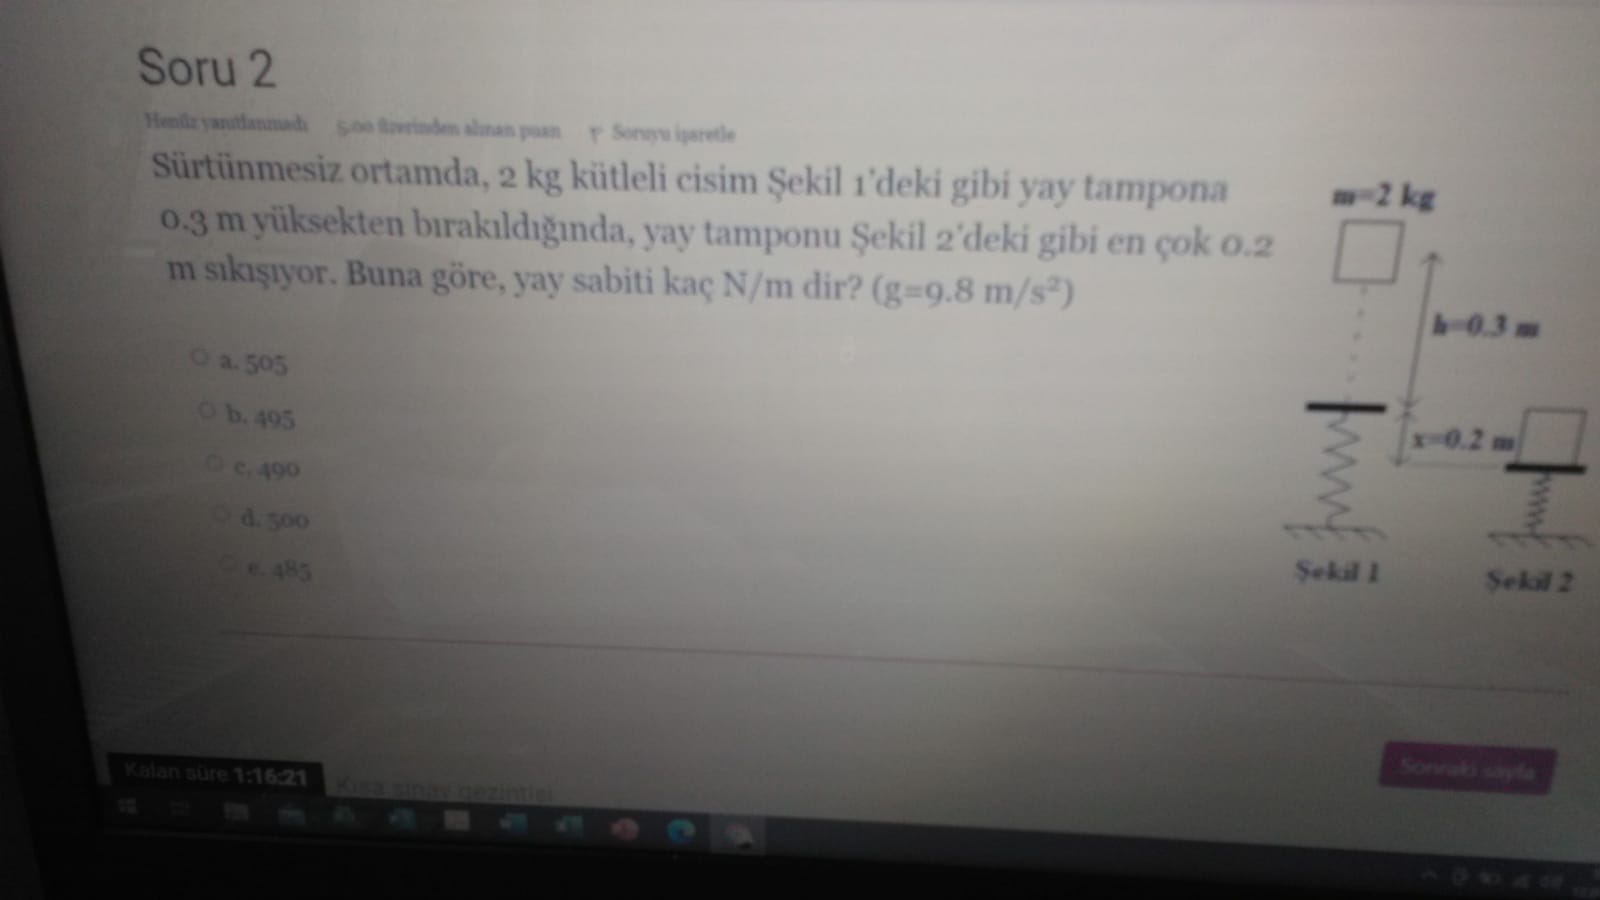 Soru 2
Henüz yanıtlanmadı 5.00 üzerinden alınan puan Soruyu işaretle
Sürtünmesiz ortamda, 2 kg kütleli cisim Şekil 1'deki gibi yay tampona
0.3 m yüksekten bırakıldığında, yay tamponu Şekil 2'deki gibi en çok 0.2
m sıkışıyor. Buna göre, yay sabiti kaç N/m dir? (g=9.8 m/s²)
a. 505
b. 495
c. 490
d. 500
e. 485
m=2 kg
h=0.3 m
x=0.2 m
Şekil 1
Şekil 2
Sonraki sayfa
Kalan süre 1:16:21
Kısa sınav gezintisi